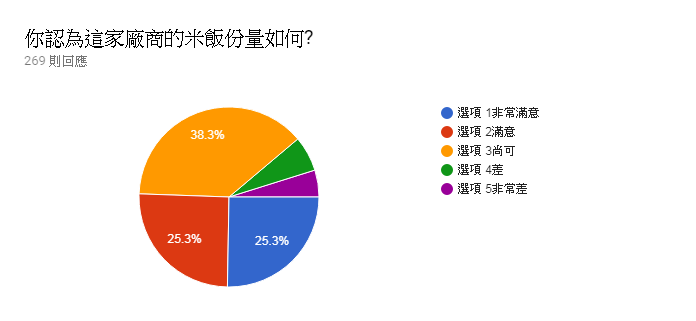 你認為這家廠商的米飯份量如何?
269 則回應
38.3%
25.3%
25.3%
選項 1非常滿意
選項 2滿意
選項 3尚可
選項 4差
選項 5非常差